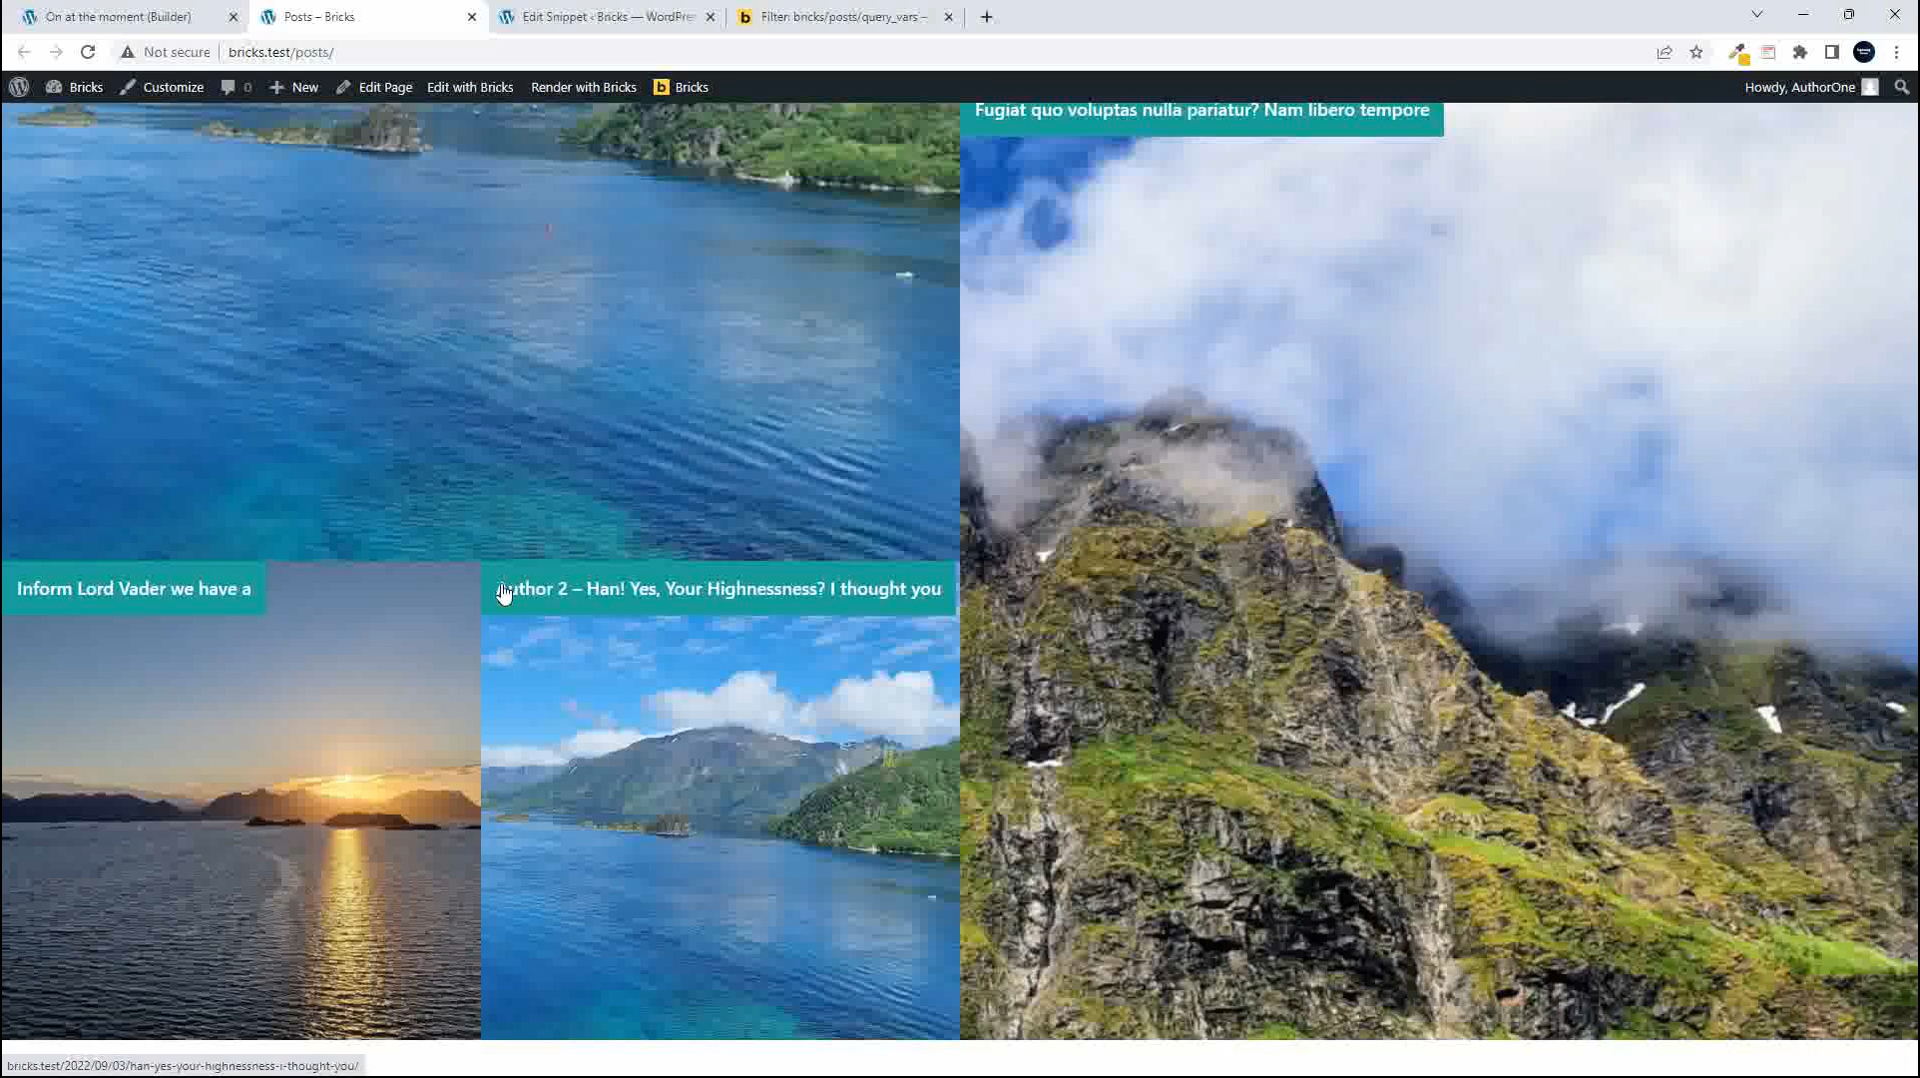 On at the moment (Builder)
Posts – Bricks
Edit Snippet ‹ Bricks — WordPre
Filter: bricks/posts/query_vars –
Not secure
bricks.test/posts/
Bricks
Customize
0
New
Edit Page
Edit with Bricks
Render with Bricks
b
Bricks
Howdy, AuthorOne
Fugiat quo voluptas nulla pariatur? Nam libero tempore
Inform Lord Vader we have a
Author 2 – Han! Yes, Your Highnessness? I thought you
bricks.test/2022/09/03/han-yes-your-highnessness-i-thought-you/